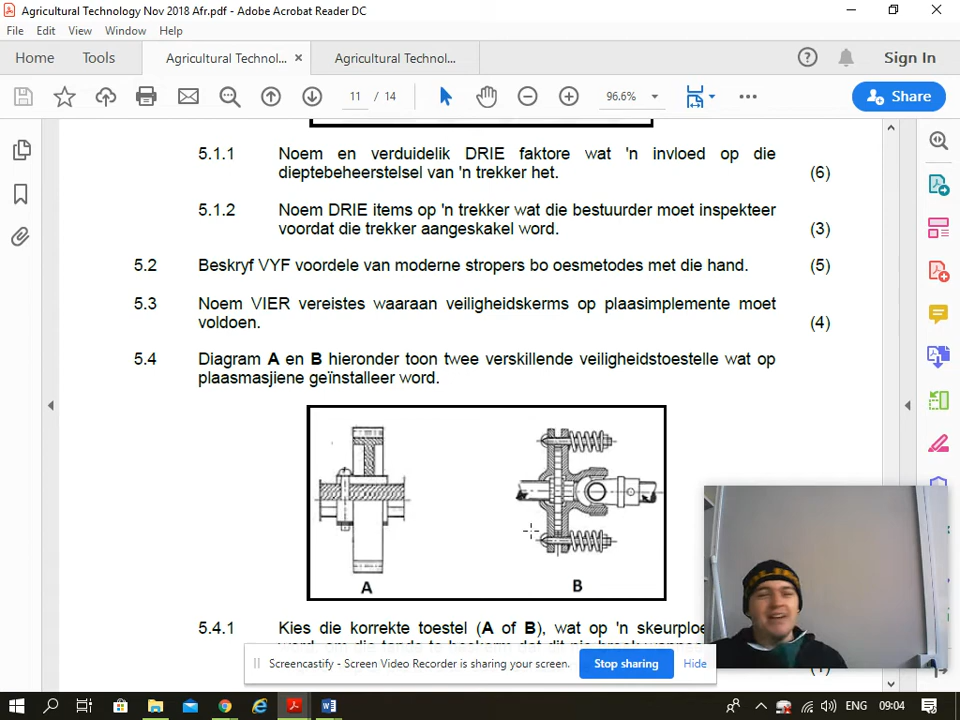 Agricultural Technology Nov 2018 Afr.pdf - Adobe Acrobat Reader DC
File Edit View Window Help
Home Tools Agricultural Technol... × Agricultural Technol... Sign In
11 / 14 96.6% Share
5.1.1 Noem en verduidelik DRIE faktore wat 'n invloed op die
dieptebeheerstelsel van 'n trekker het. (6)
5.1.2 Noem DRIE items op 'n trekker wat die bestuurder moet inspekteer
voordat die trekker aangeskakel word. (3)
5.2 Beskryf VYF voordele van moderne stropers bo oesmetodes met die hand. (5)
5.3 Noem VIER vereistes waaraan veiligheidskerms op plaasimplemente moet
voldoen. (4)
5.4 Diagram A en B hieronder toon twee verskillende veiligheidstoestelle wat op
plaasmasjiene geïnstalleer word.
A B
5.4.1 Kies die korrekte toestel (A of B), wat op 'n
Screencastify - Screen Video Recorder is sharing your screen. Stop sharing Hide
ENG 09:04